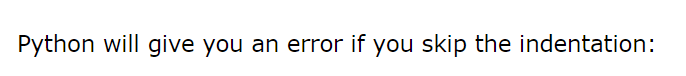 Python will give you an error if you skip the indentation: